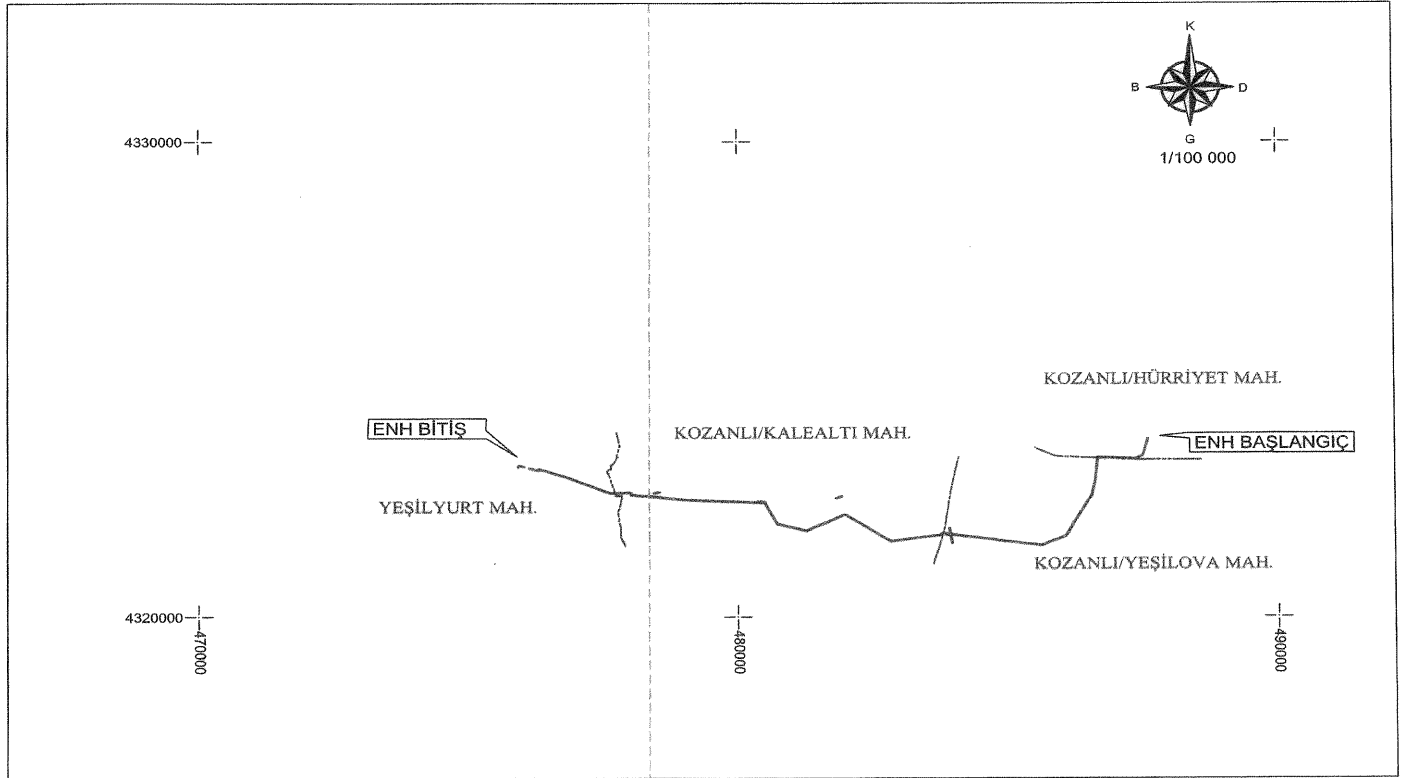 K
B D
G
1/100 000
4330000
KOZANLI/HÜRRİYET MAH.
ENH BİTİŞ
KOZANLI/KALEALTI MAH.
ENH BAŞLANGIÇ
YEŞİLYURT MAH.
KOZANLI/YEŞİLOVA MAH.
4320000
470000
480000
490000